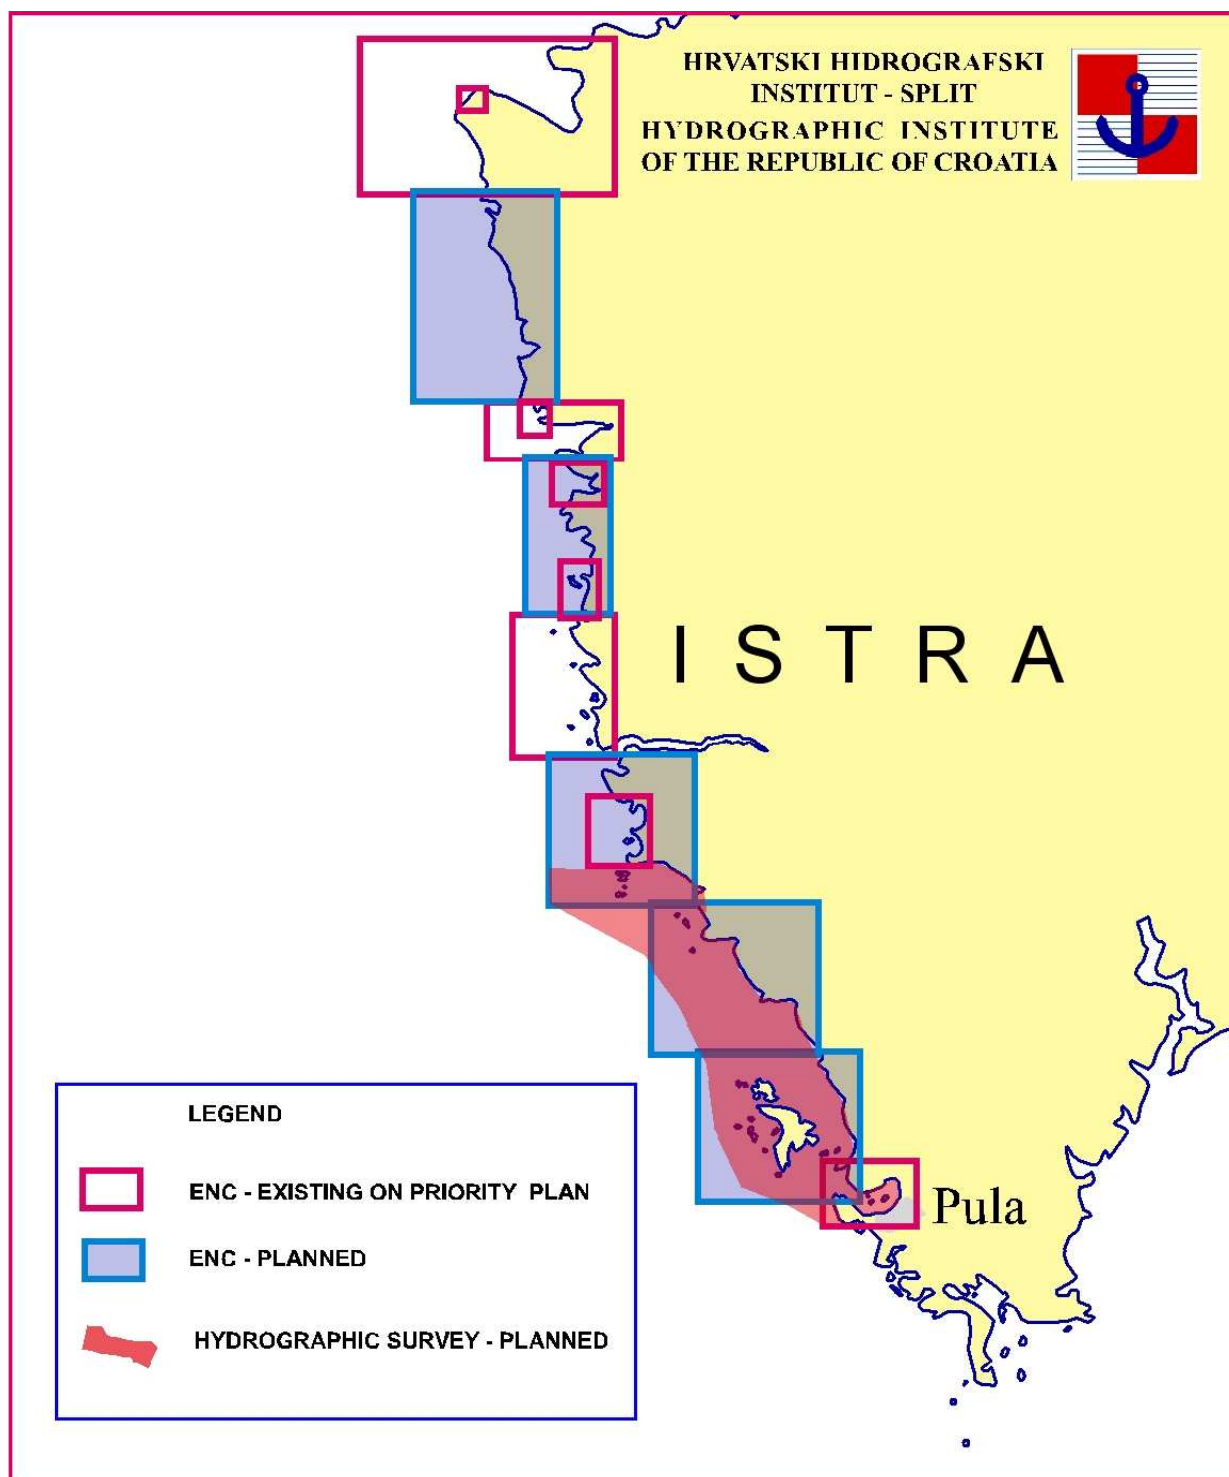 HRVATSKI HIDROGRAFSKI
INSTITUT - SPLIT
HYDROGRAPHIC INSTITUTE
OF THE REPUBLIC OF CROATIA
ISTRA
LEGEND
ENC - EXISTING ON PRIORITY PLAN
ENC - PLANNED
HYDROGRAPHIC SURVEY - PLANNED
Pula